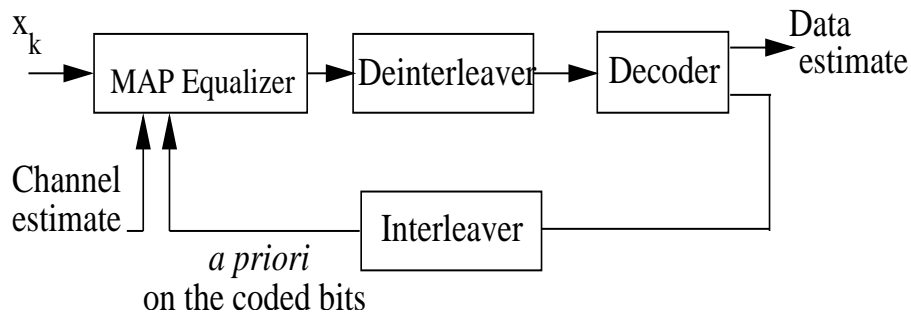 x_k
MAP Equalizer
Deinterleaver
Decoder
Data
estimate
Channel
estimate
Interleaver
a priori
on the coded bits